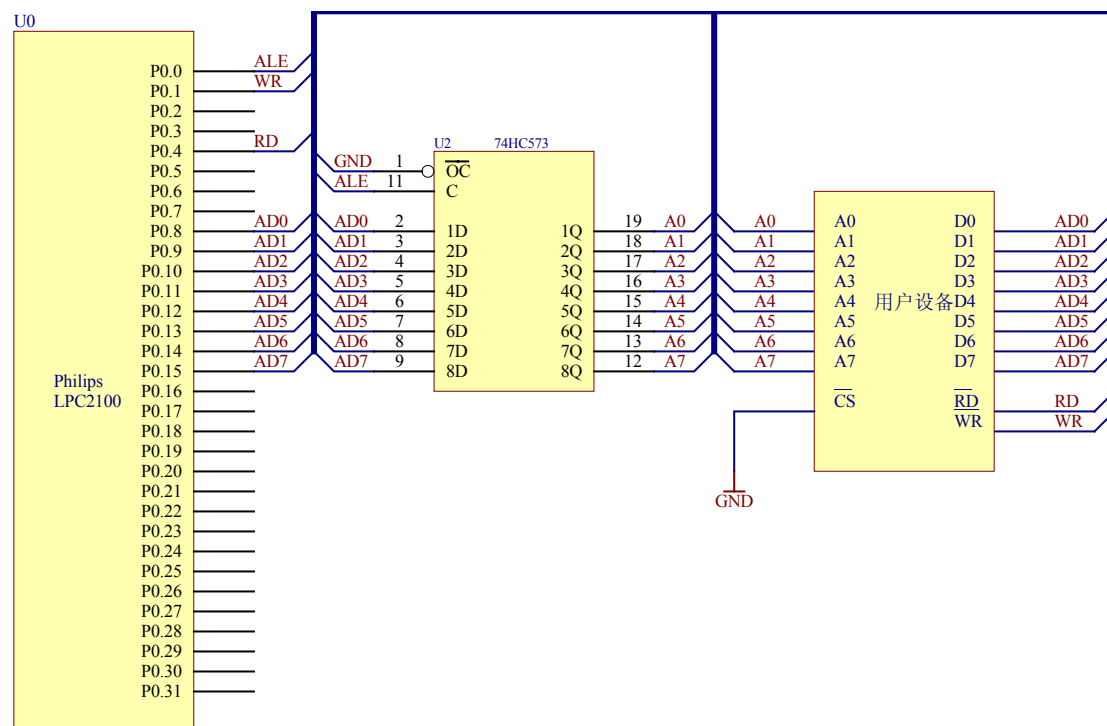 U0
P0.0
P0.1
P0.2
P0.3
P0.4
P0.5
P0.6
P0.7
P0.8
P0.9
P0.10
P0.11
P0.12
P0.13
P0.14
P0.15
P0.16
P0.17
P0.18
P0.19
P0.20
P0.21
P0.22
P0.23
P0.24
P0.25
P0.26
P0.27
P0.28
P0.29
P0.30
P0.31
Philips
LPC2100
ALE
WR
RD
AD0
AD1
AD2
AD3
AD4
AD5
AD6
AD7
GND 1
ALE 11
AD0 2
AD1 3
AD2 4
AD3 5
AD4 6
AD5 7
AD6 8
AD7 9
U2 74HC573
OC
C
1D 1Q
2D 2Q
3D 3Q
4D 4Q
5D 5Q
6D 6Q
7D 7Q
8D 8Q
19 A0
18 A1
17 A2
16 A3
15 A4
14 A5
13 A6
12 A7
A0
A1
A2
A3
A4
A5
A6
A7
GND
A0 D0
A1 D1
A2 D2
A3 D3
A4 D4
A5 D5
A6 D6
A7 D7
用户设备
CS RD
WR
AD0
AD1
AD2
AD3
AD4
AD5
AD6
AD7
RD
WR